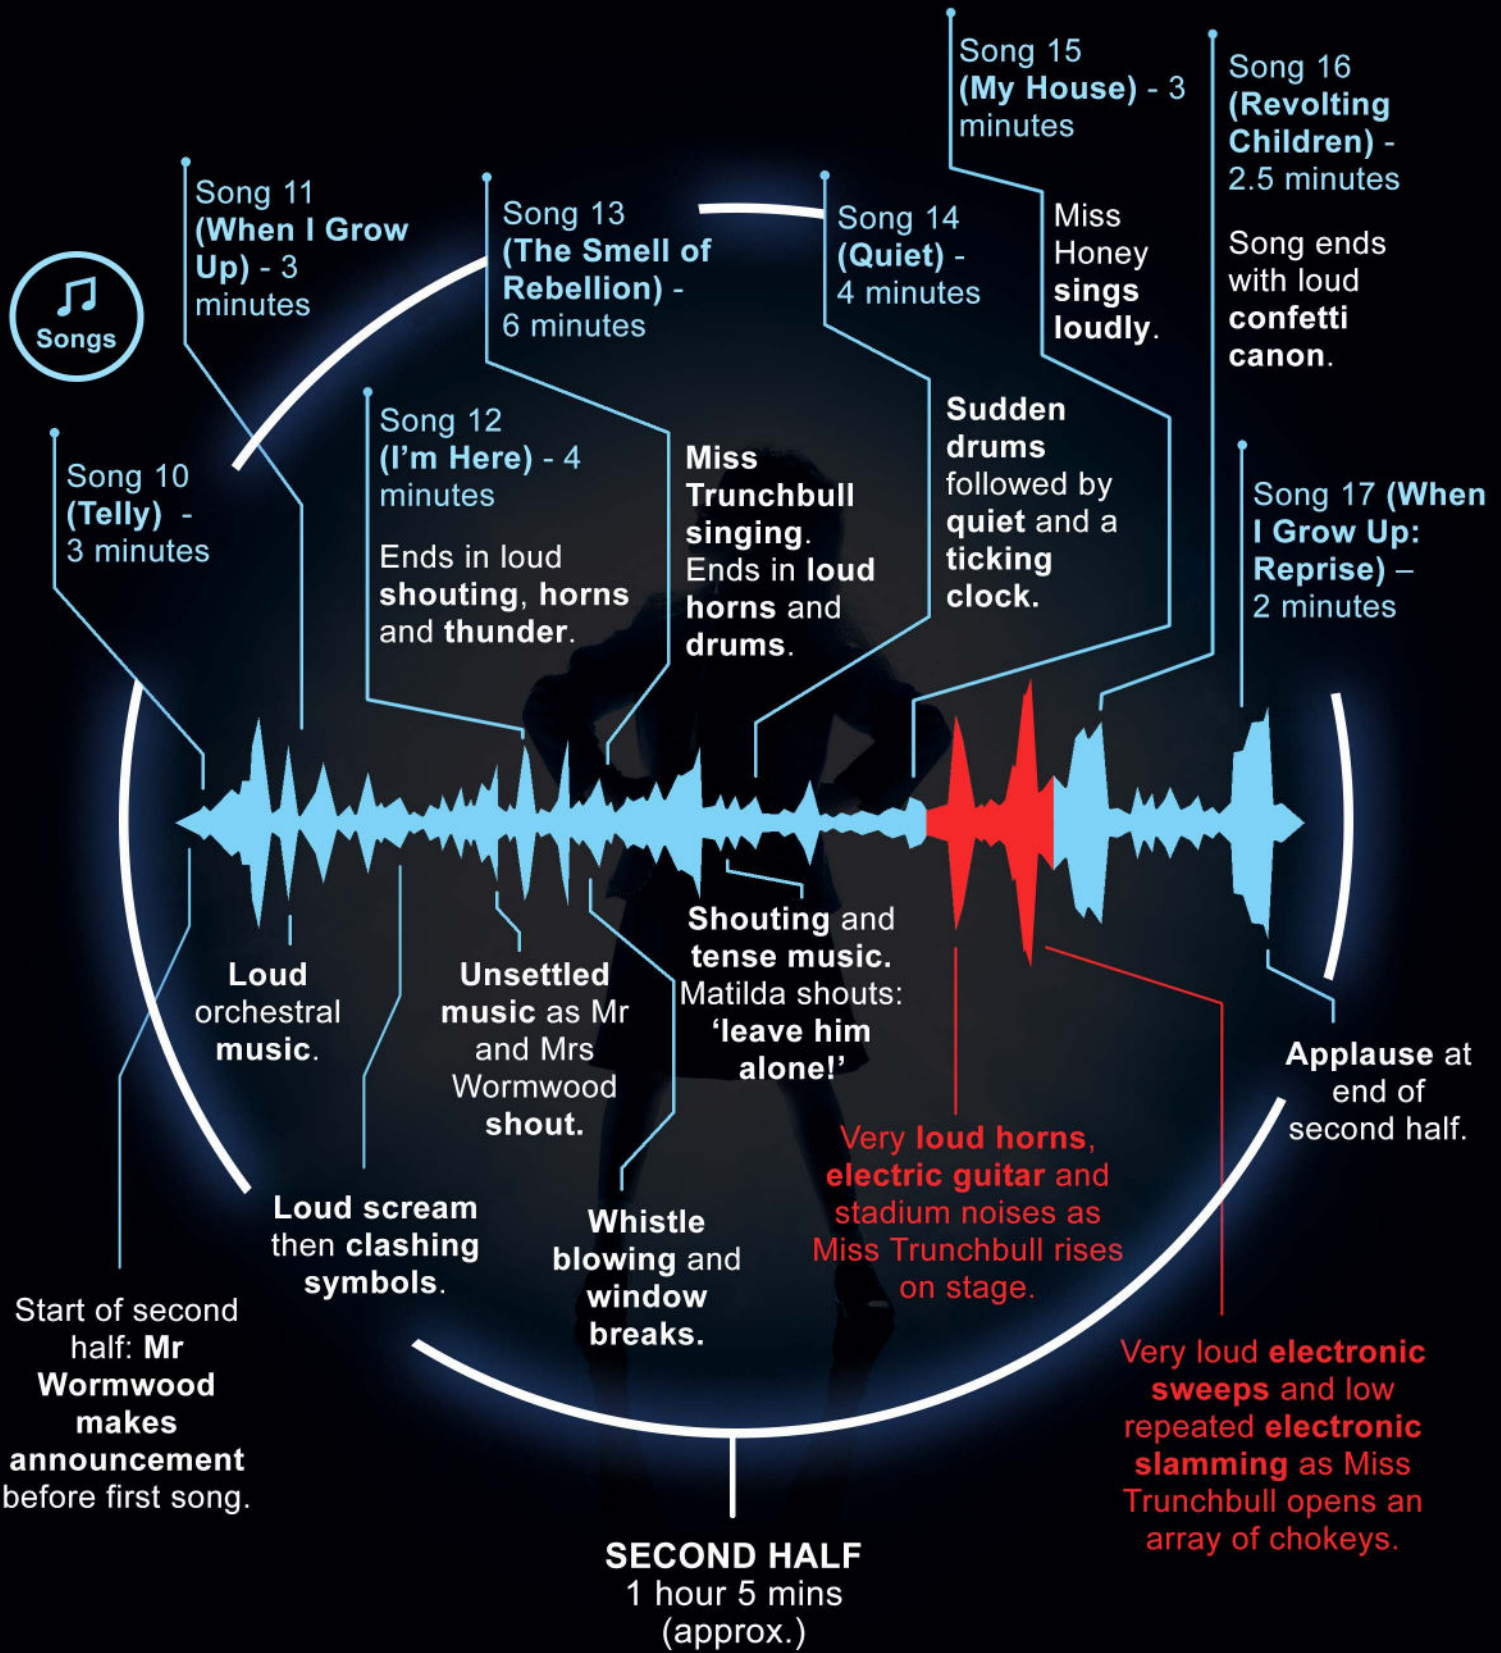 Songs
Song 10
(Telly) -
3 minutes
Song 11
(When I Grow
Up) - 3
minutes
Song 12
(I'm Here) - 4
minutes
Ends in loud
shouting, horns
and thunder.
Song 13
(The Smell of
Rebellion) -
6 minutes
Miss
Trunchbull
singing.
Ends in loud
horns and
drums.
Song 14
(Quiet) -
4 minutes
Sudden
drums
followed by
quiet and a
ticking
clock.
Song 15
(My House) - 3
minutes
Miss
Honey
sings
loudly.
Song 16
(Revolting
Children) -
2.5 minutes
Song ends
with loud
confetti
canon.
Song 17 (When
I Grow Up:
Reprise) –
2 minutes
Start of second
half: Mr
Wormwood
makes
announcement
before first song.
Loud
orchestral
music.
Loud scream
then clashing
symbols.
Unsettled
music as Mr
and Mrs
Wormwood
shout.
Whistle
blowing and
window
breaks.
Shouting and
tense music.
Matilda shouts:
‘leave him
alone!’
Very loud horns,
electric guitar and
stadium noises as
Miss Trunchbull rises
on stage.
Very loud electronic
sweeps and low
repeated electronic
slamming as Miss
Trunchbull opens an
array of chokeys.
Applause at
end of
second half.
SECOND HALF
1 hour 5 mins
(approx.)